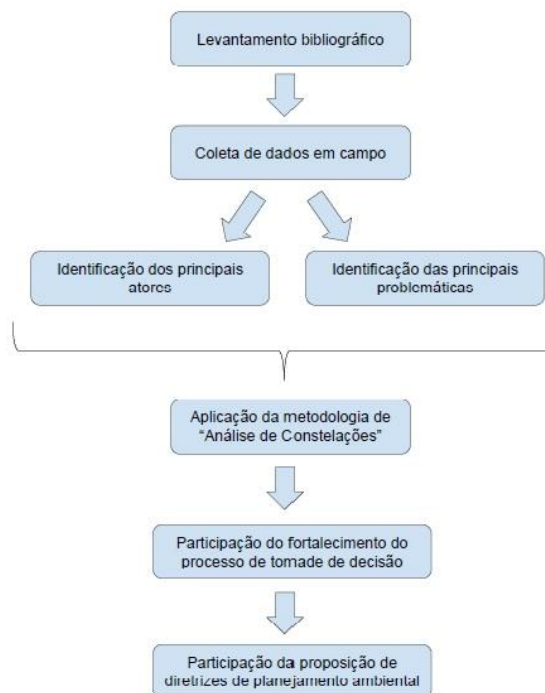 Levantamento bibliográfico
Coleta de dados em campo
Identificação dos principais
atores
Identificação das principais
problemáticas
Aplicação da metodologia de
“Análise de Constelações”
Participação do fortalecimento do
processo de tomade de decisão
Participação da proposição de
diretrizes de planejamento ambiental